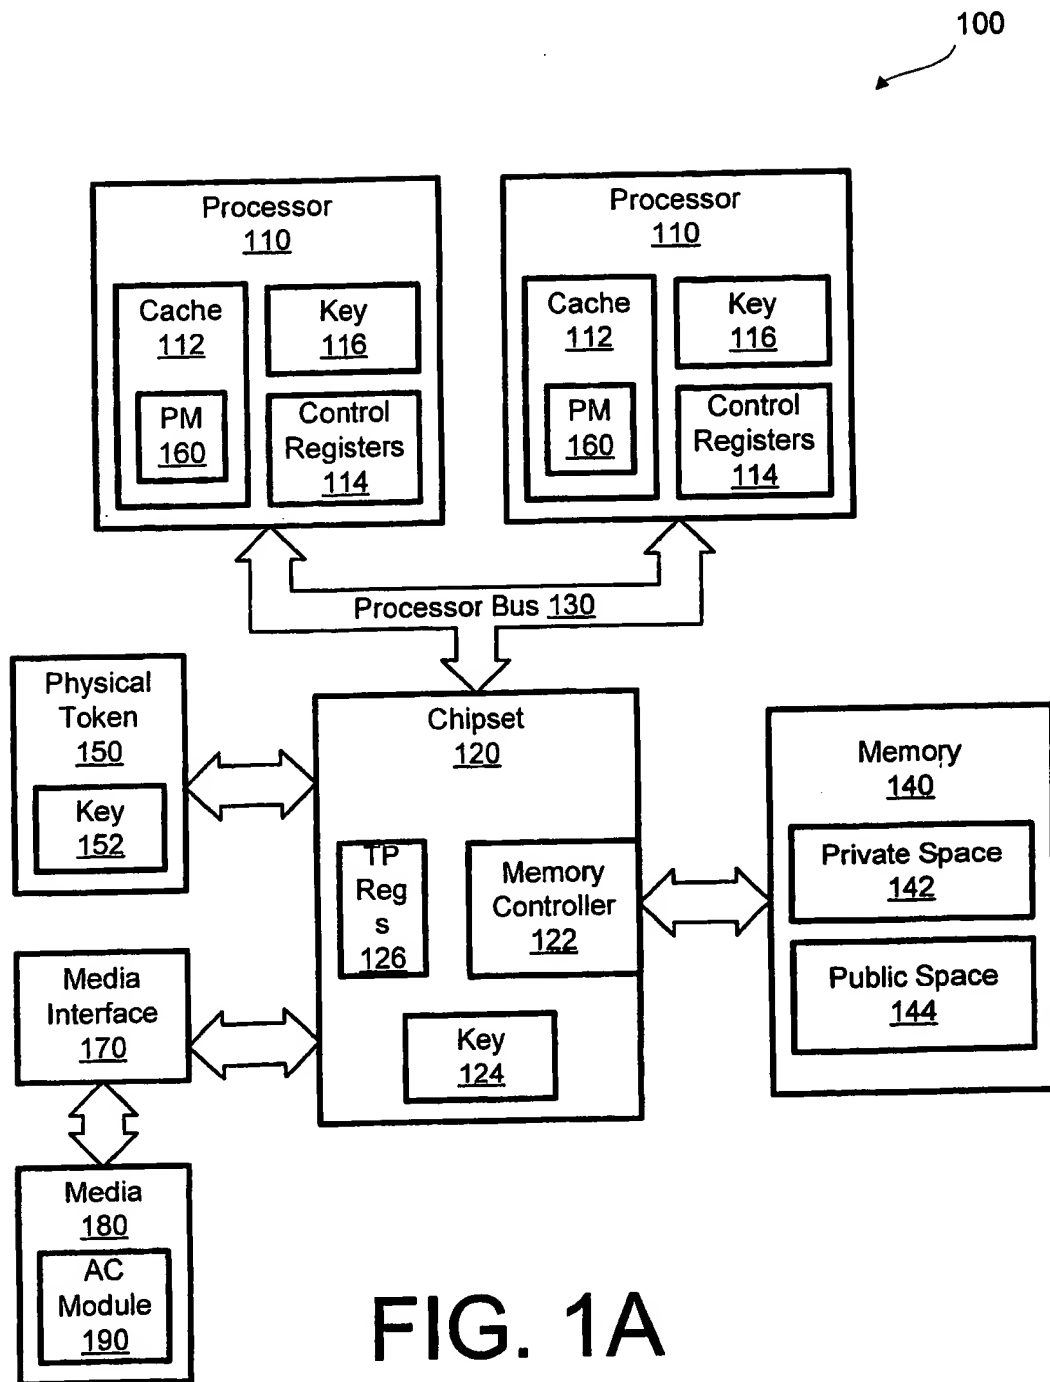 100
Processor
110
Cache
112
PM
160
Key
116
Control
Registers
114
Processor
110
Cache
112
PM
160
Key
116
Control
Registers
114
Processor Bus 130
Physical
Token
150
Key
152
Chipset
120
TP
Reg
s
126
Memory
Controller
122
Key
124
Memory
140
Private Space
142
Public Space
144
Media
Interface
170
Media
180
AC
Module
190
FIG. 1A